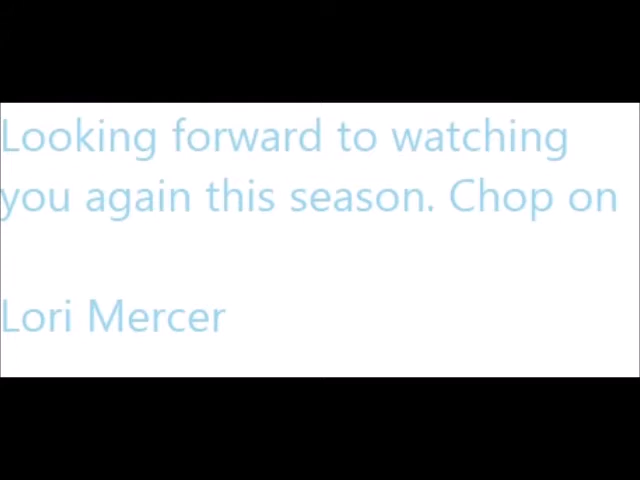 Looking forward to watching
you again this season. Chop on
Lori Mercer